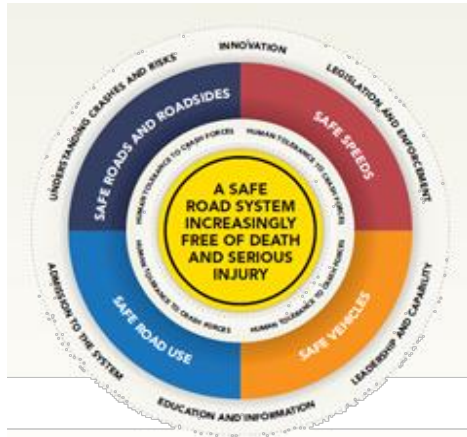 INNOVATION
LEGISLATION AND ENFORCEMENT
LEADERSHIP AND CAPABILITY
EDUCATION AND INFORMATION
ADMISSION TO THE SYSTEM
UNDERSTANDING CRASHES AND RISKS
SAFE ROADS AND ROADSIDES
SAFE SPEEDS
SAFE VEHICLES
SAFE ROAD USE
HUMAN TOLERANCE TO CRASH FORCES
HUMAN TOLERANCE TO CRASH FORCES
HUMAN TOLERANCE TO CRASH FORCES
HUMAN TOLERANCE TO CRASH FORCES
A SAFE
ROAD SYSTEM
INCREASINGLY
FREE OF DEATH
AND SERIOUS
INJURY